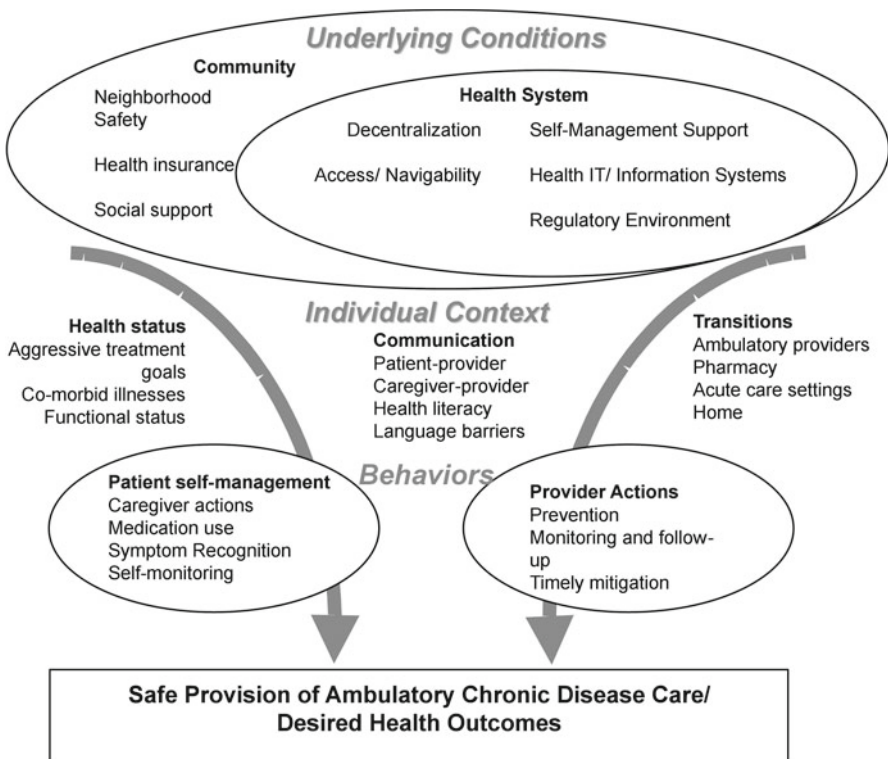 Underlying Conditions
Community
Neighborhood
Safety
Health insurance
Social support
Health System
Decentralization
Access/ Navigability
Self-Management Support
Health IT/ Information Systems
Regulatory Environment
Individual Context
Health status
Aggressive treatment
goals
Co-morbid illnesses
Functional status
Communication
Patient-provider
Caregiver-provider
Health literacy
Language barriers
Transitions
Ambulatory providers
Pharmacy
Acute care settings
Home
Behaviors
Patient self-management
Caregiver actions
Medication use
Symptom Recognition
Self-monitoring
Provider Actions
Prevention
Monitoring and follow-
up
Timely mitigation
Safe Provision of Ambulatory Chronic Disease Care/
Desired Health Outcomes